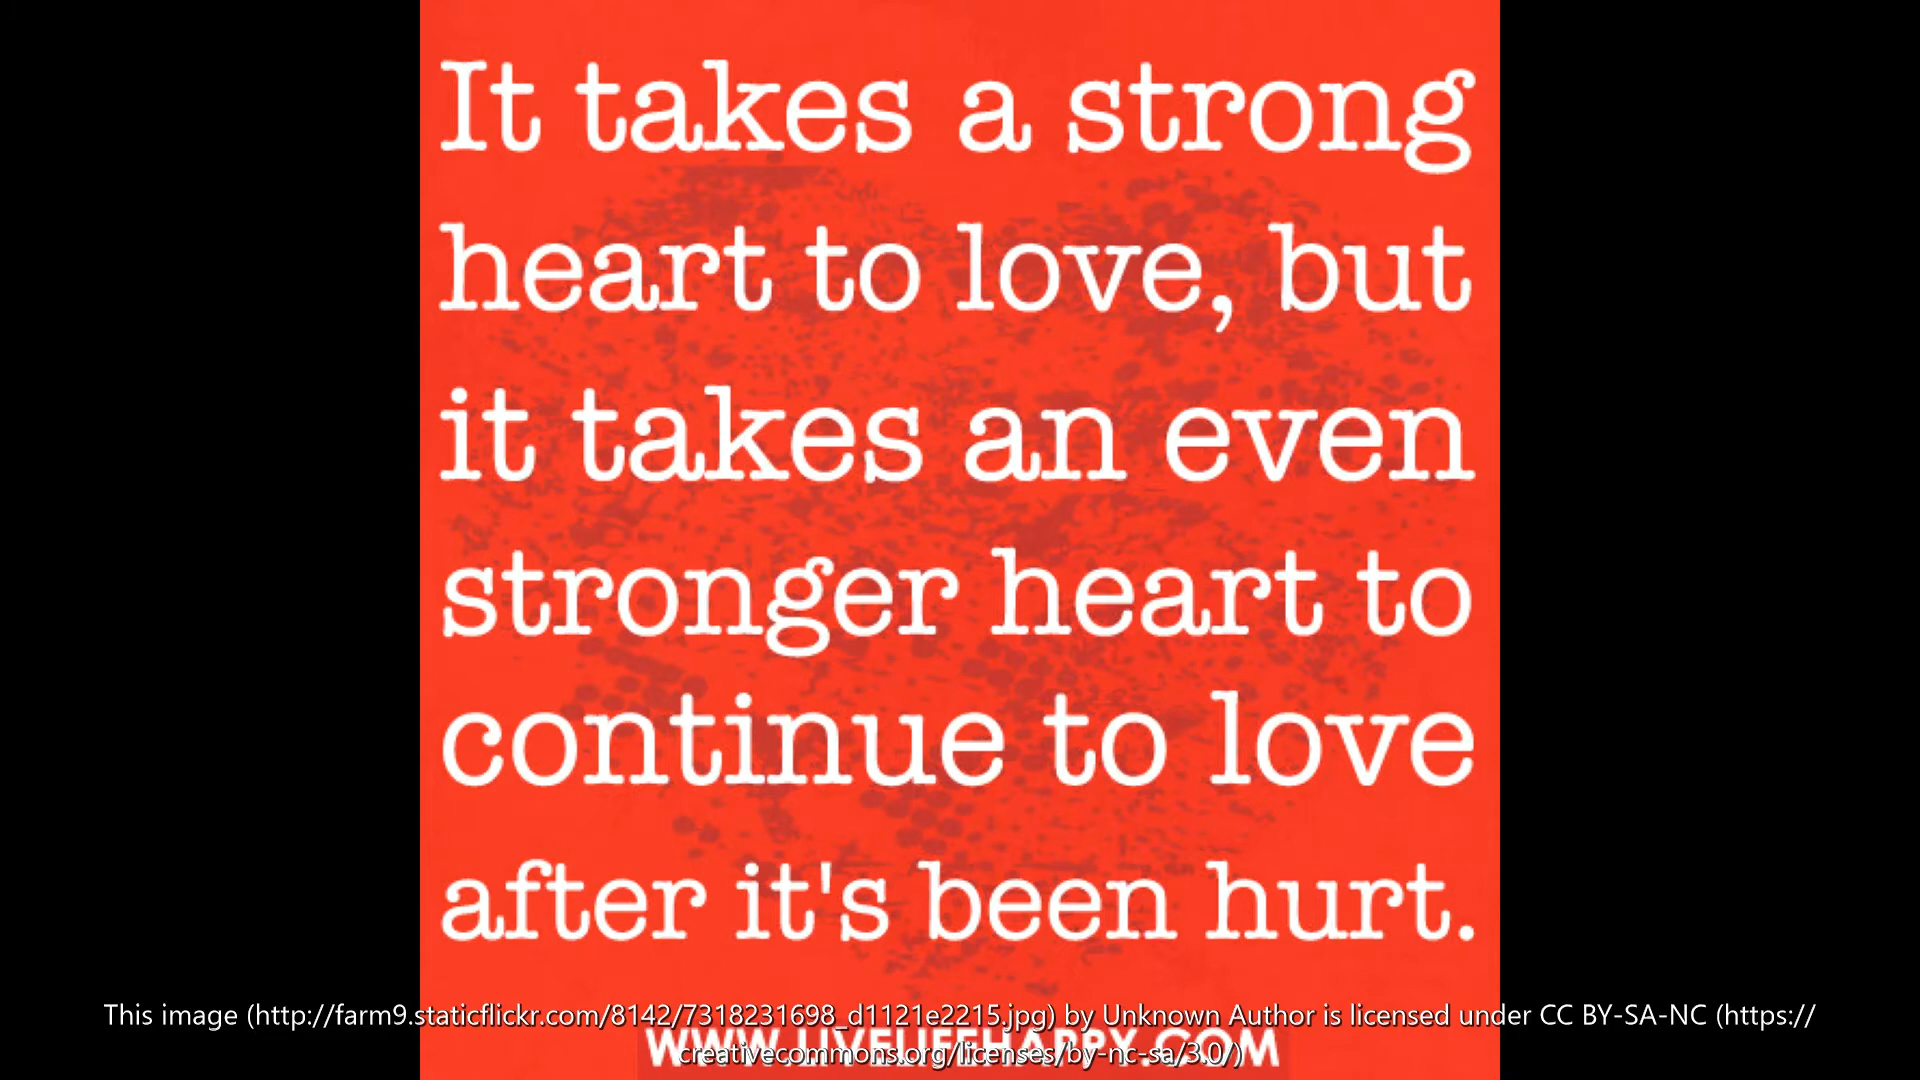 It takes a strong
heart to love, but
it takes an even
stronger heart to
continue to love
after it's been hurt.
This image (http://farm9.staticflickr.com/8142/7318231698_d1121e2215.jpg) by Unknown Author is licensed under CC BY-SA-NC (https://
creativecommons.org/licenses/by-nc-sa/3.0/)
WWW.LIVELIFEHAPPY.COM